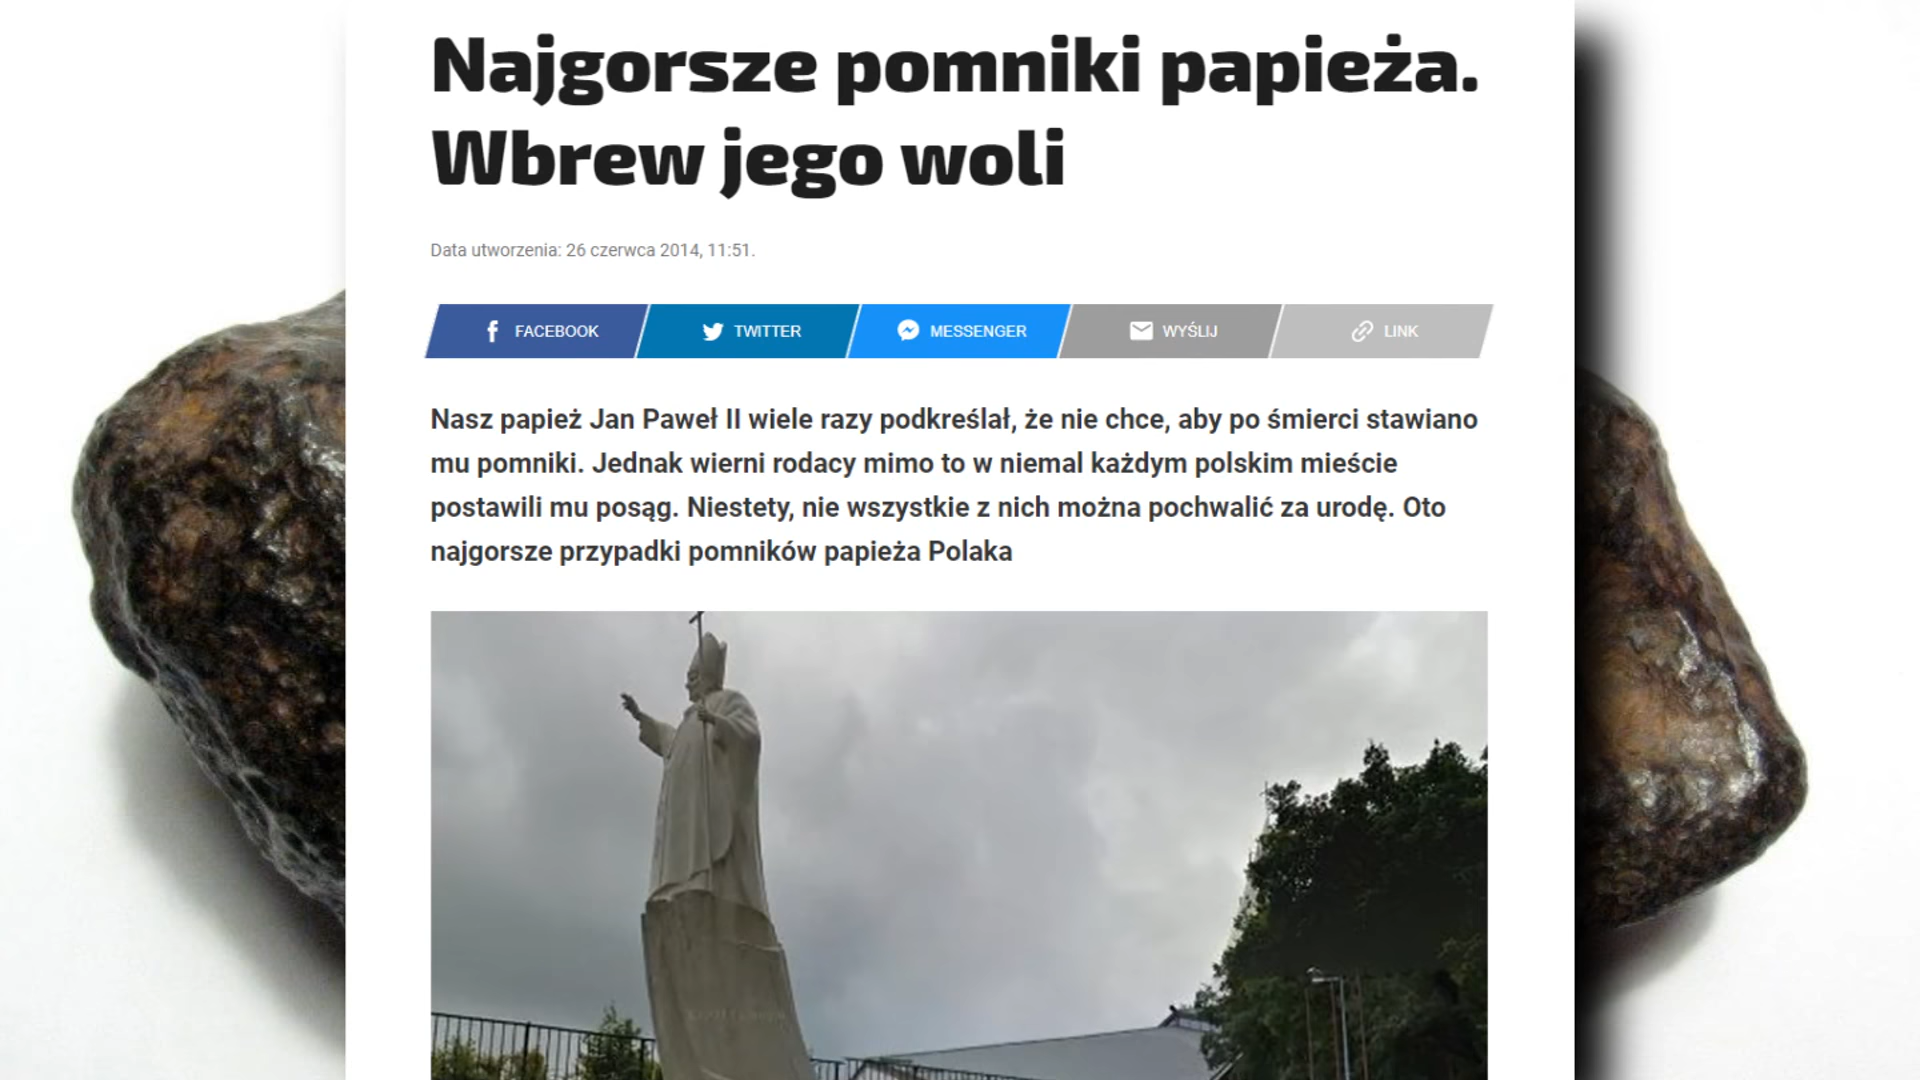 Najgorsze pomniki papieża.
Wbrew jego woli
Data utworzenia: 26 czerwca 2014, 11:51.
FACEBOOK TWITTER MESSENGER WYŚLIJ LINK
Nasz papież Jan Paweł II wiele razy podkreślał, że nie chce, aby po śmierci stawiano
mu pomniki. Jednak wierni rodacy mimo to w niemal każdym polskim mieście
postawili mu posąg. Niestety, nie wszystkie z nich można pochwalić za urodę. Oto
najgorsze przypadki pomników papieża Polaka